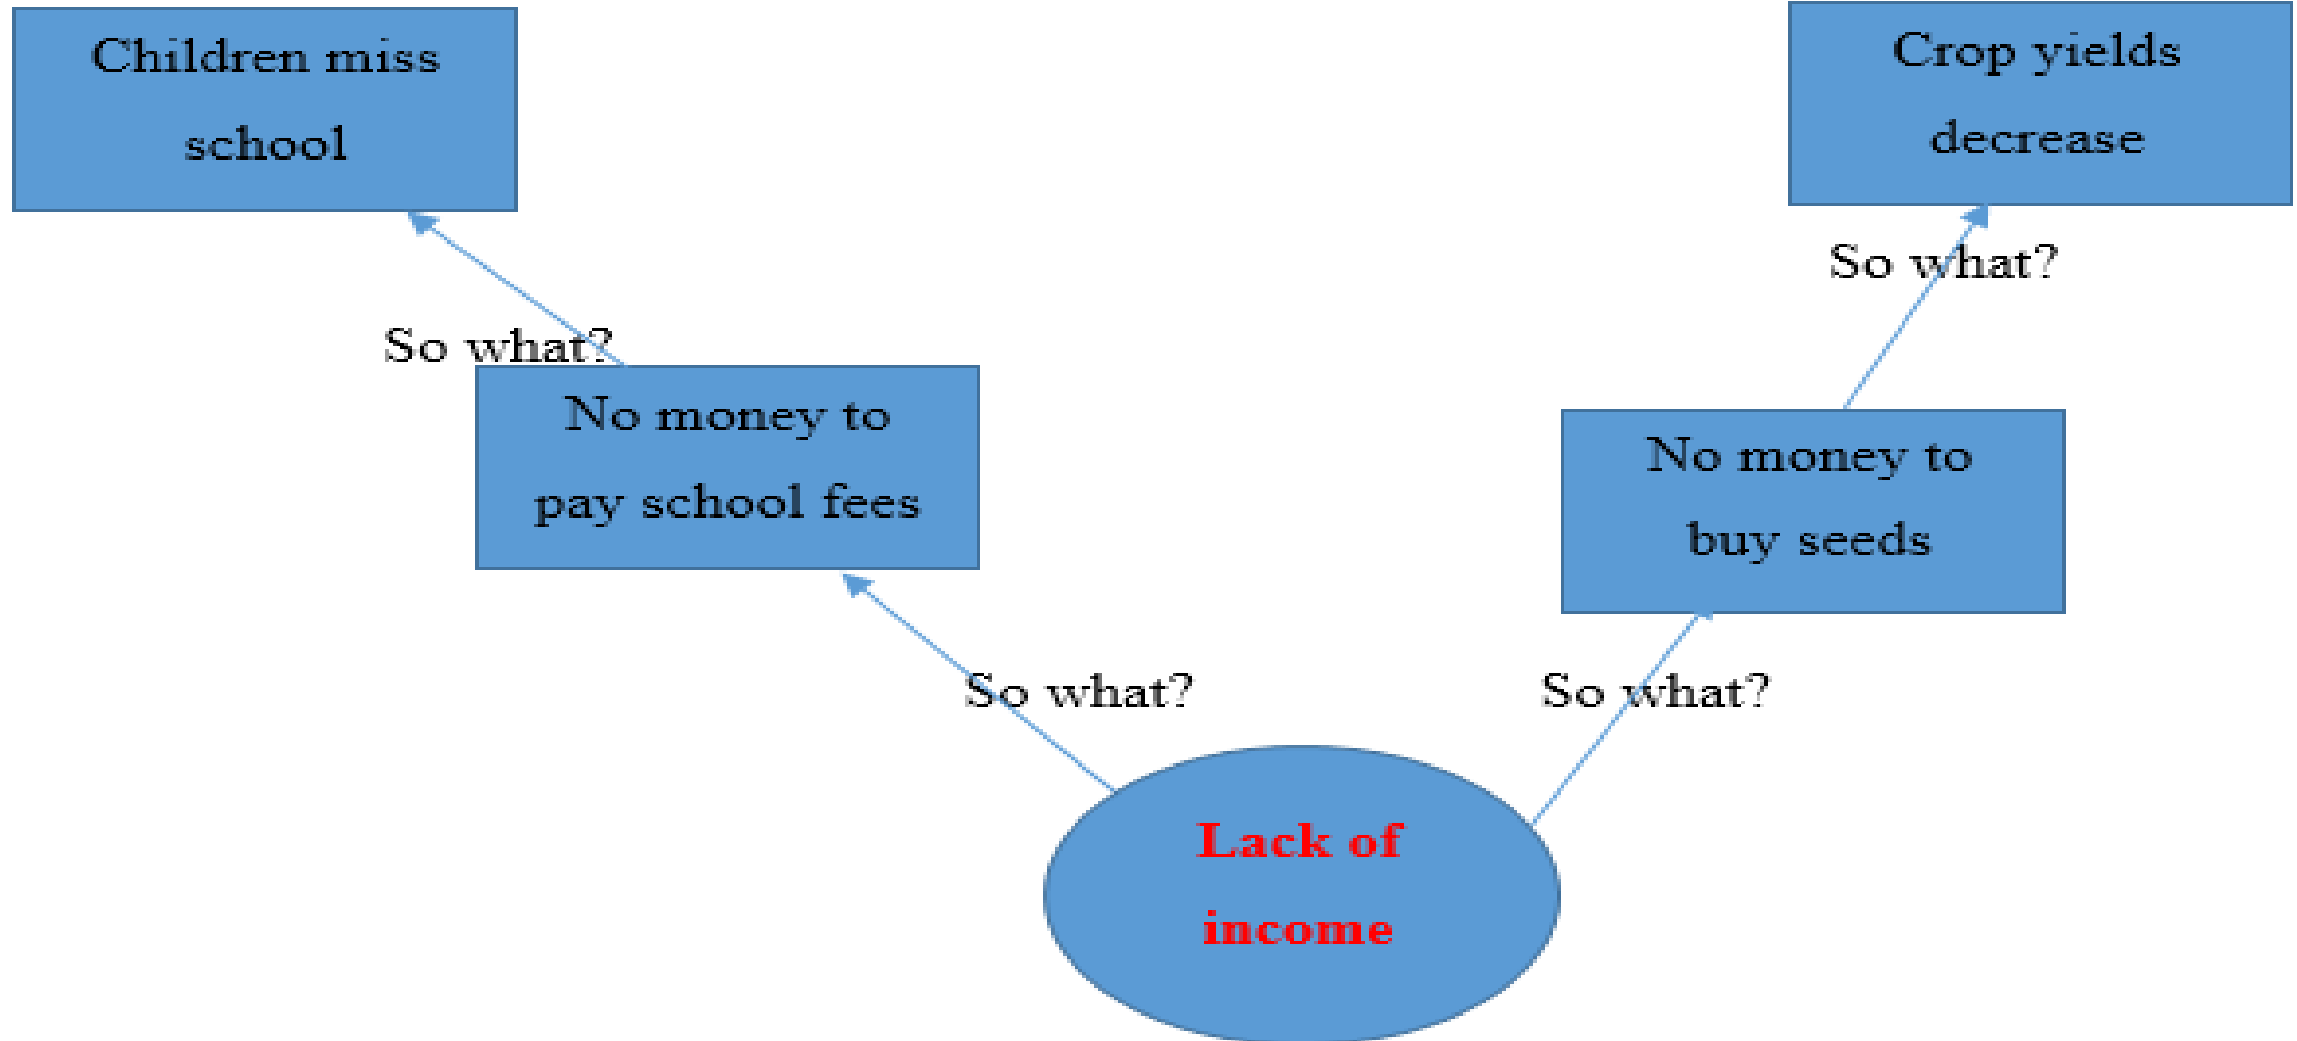 Children miss
school
Crop yields
decrease
So what?
So what?
No money to
pay school fees
No money to
buy seeds
So what?
So what?
Lack of
income